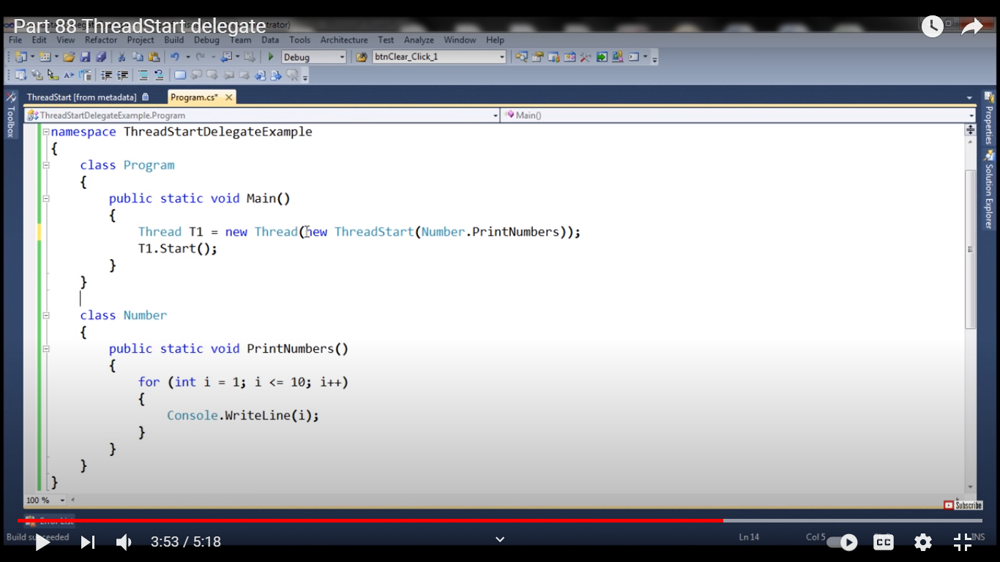 Part 88 ThreadStart delegate
File Edit View Refactor Project Build Debug Team Data Tools Architecture Test Analyze Window Help
Debug btnClear_Click_1
ThreadStart [from metadata] Program.cs*
Toolbox
ThreadStartDelegateExample.Program Main()
Properties
Solution Explorer
namespace ThreadStartDelegateExample
{
class Program
{
public static void Main()
{
Thread T1 = new Thread(new ThreadStart(Number.PrintNumbers));
T1.Start();
}
}
class Number
{
public static void PrintNumbers()
{
for (int i = 1; i <= 10; i++)
{
Console.WriteLine(i);
}
}
}
}
100 %
Subscribe
Error List
Build succeeded Ln 14 Col 5 INS
3:53 / 5:18
CC